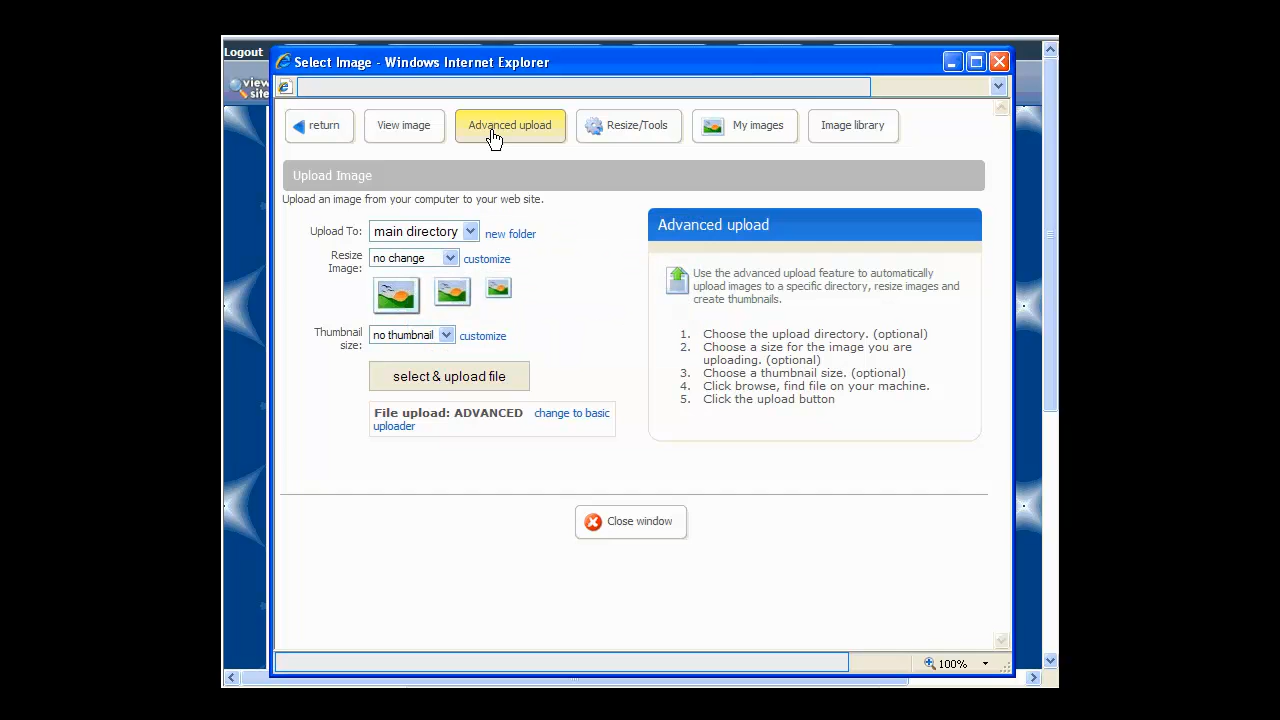 Logout
view
site
Select Image - Windows Internet Explorer
return
View image
Advanced upload
Resize/Tools
My images
Image library
Upload Image
Upload an image from your computer to your web site.
Upload To:
main directory
new folder
Resize
Image:
no change
customize
Thumbnail
size:
no thumbnail
customize
select & upload file
File upload: ADVANCED change to basic
uploader
Advanced upload
Use the advanced upload feature to automatically
upload images to a specific directory, resize images and
create thumbnails.
1. Choose the upload directory. (optional)
2. Choose a size for the image you are
uploading. (optional)
3. Choose a thumbnail size. (optional)
4. Click browse, find file on your machine.
5. Click the upload button
Close window
100%